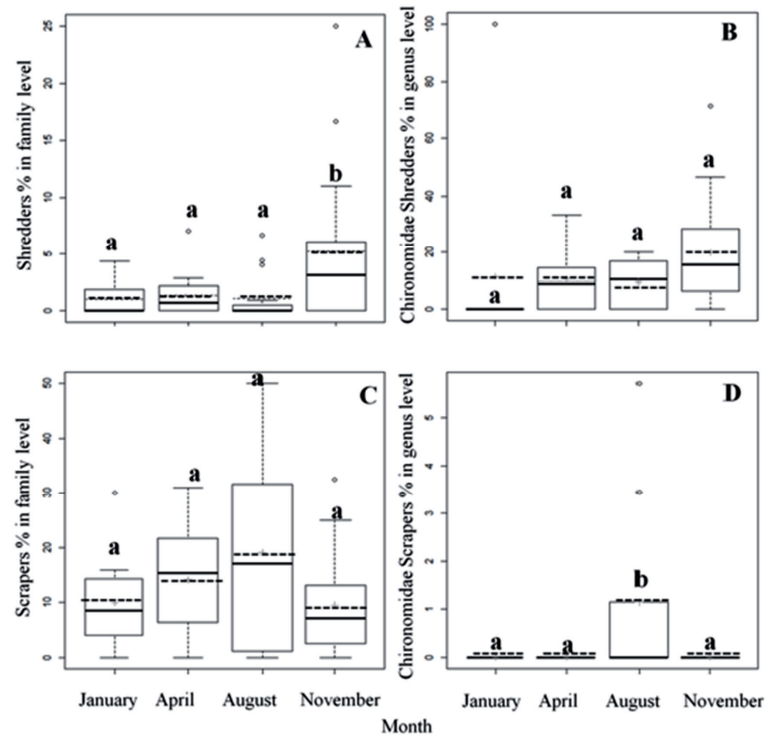 A
Shredders % in family level
25
20
15
10
5
0
a
a
a
b
B
Chironomidae Shredders % in genus level
100
80
60
40
20
0
a
a
a
a
C
Scrapers % in family level
50
40
30
20
10
0
a
a
a
a
D
Chironomidae Scrapers % in genus level
5
4
3
2
1
0
a
a
b
a
January April August November
January April August November
Month